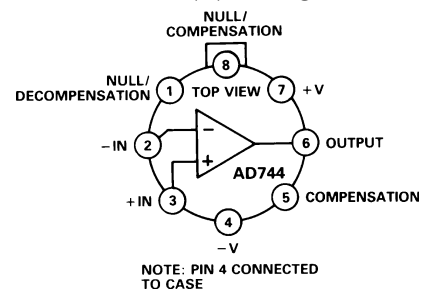 NULL/
COMPENSATION
8
NULL/
DECOMPENSATION
1
TOP VIEW
7
+V
-IN
2
−
6
OUTPUT
+
AD744
+IN
3
5
COMPENSATION
4
−V
NOTE: PIN 4 CONNECTED
TO CASE